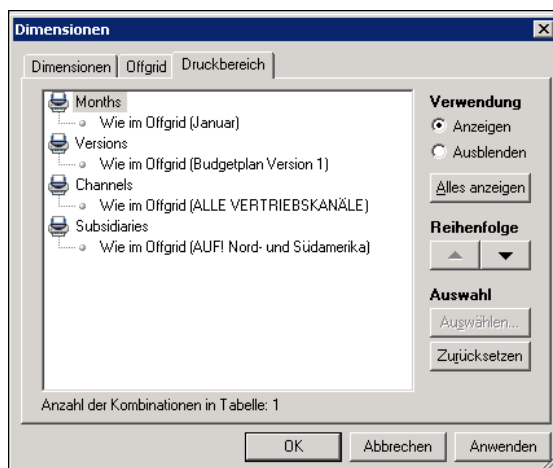 Dimensionen
Dimensionen
Offgrid
Druckbereich
Months
Wie im Offgrid (Januar)
Versions
Wie im Offgrid (Budgetplan Version 1)
Channels
Wie im Offgrid (ALLE VERTRIEBSKANÄLE)
Subsidiaries
Wie im Offgrid (AUF! Nord- und Südamerika)
Verwendung
Anzeigen
Ausblenden
Alles anzeigen
Reihenfolge
Auswahl
Auswählen...
Zurücksetzen
Anzahl der Kombinationen in Tabelle: 1
OK
Abbrechen
Anwenden